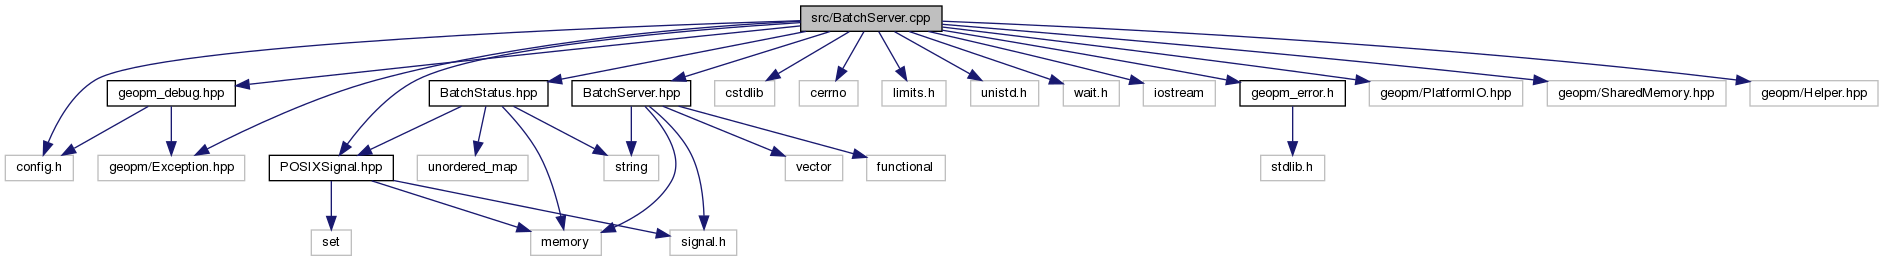 src/BatchServer.cpp
geopm_debug.hpp
BatchStatus.hpp
BatchServer.hpp
cstdlib
cerrno
limits.h
unistd.h
wait.h
iostream
geopm_error.h
geopm/PlatformIO.hpp
geopm/SharedMemory.hpp
geopm/Helper.hpp
config.h
geopm/Exception.hpp
POSIXSignal.hpp
unordered_map
string
vector
functional
stdlib.h
set
memory
signal.h